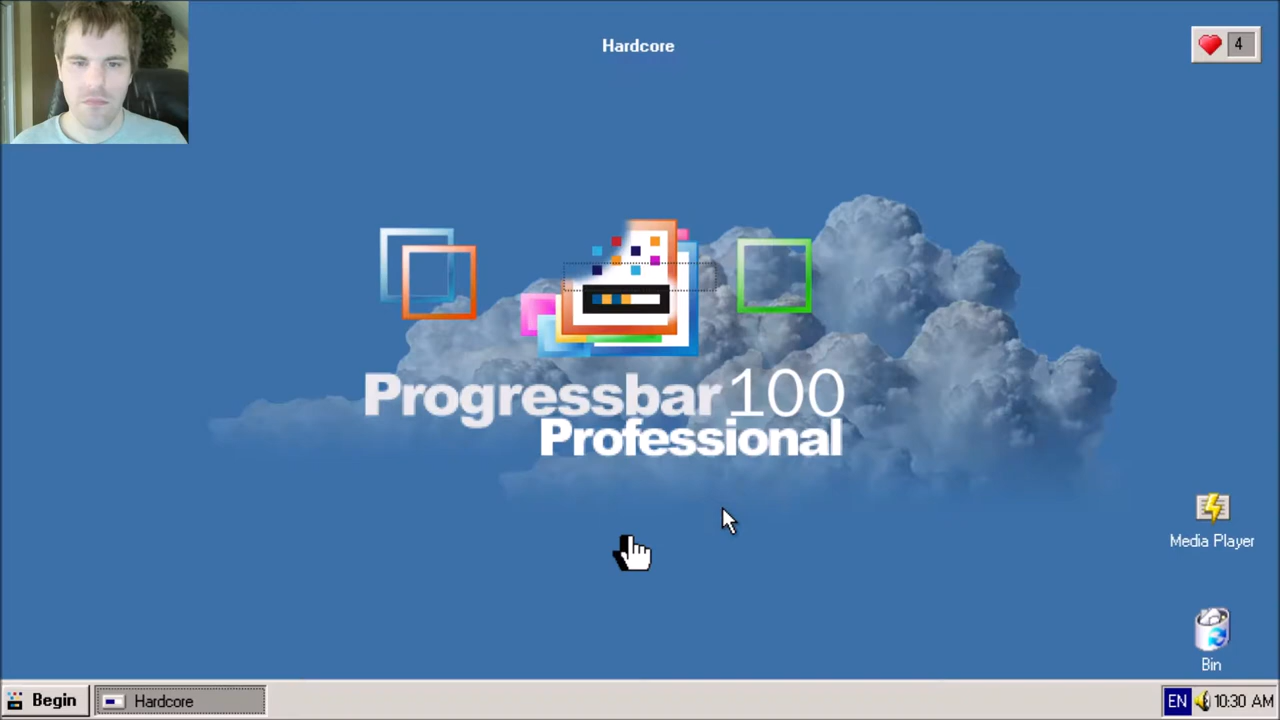 Hardcore
4
Progressbar 100
Professional
Media Player
Bin
Begin
Hardcore
EN
10:30 AM